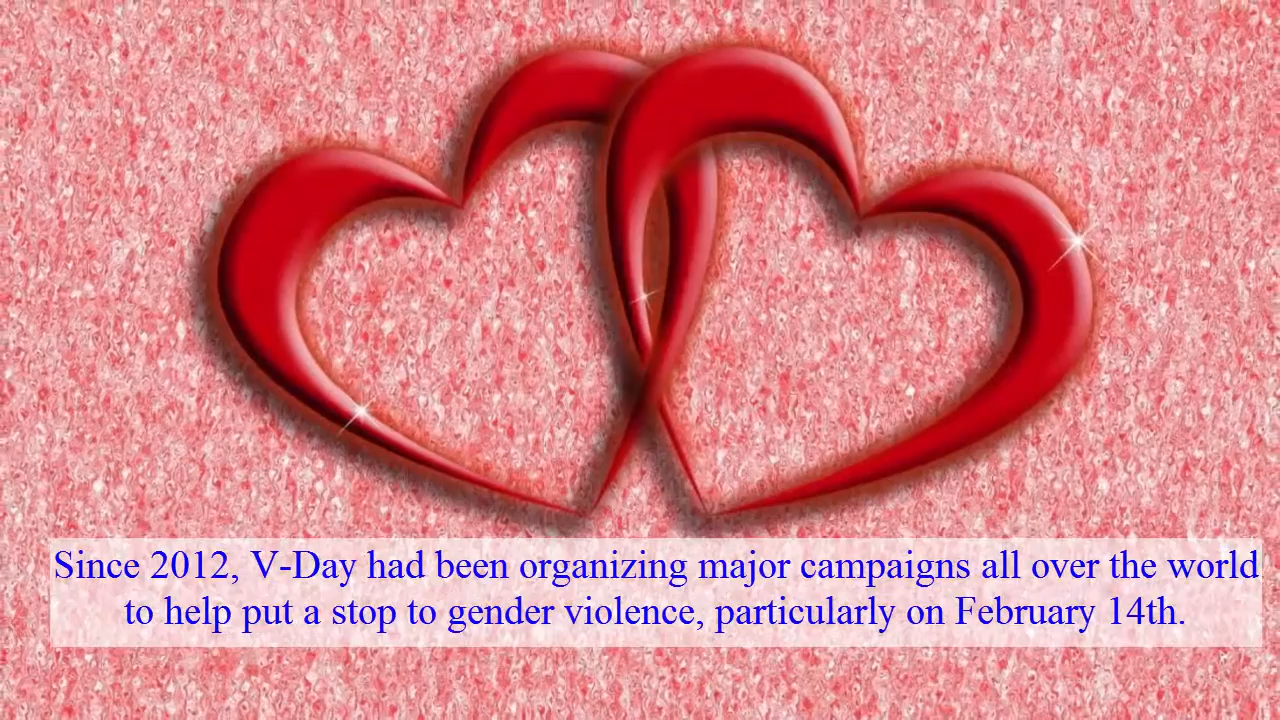 Since 2012, V-Day had been organizing major campaigns all over the world
to help put a stop to gender violence, particularly on February 14th.